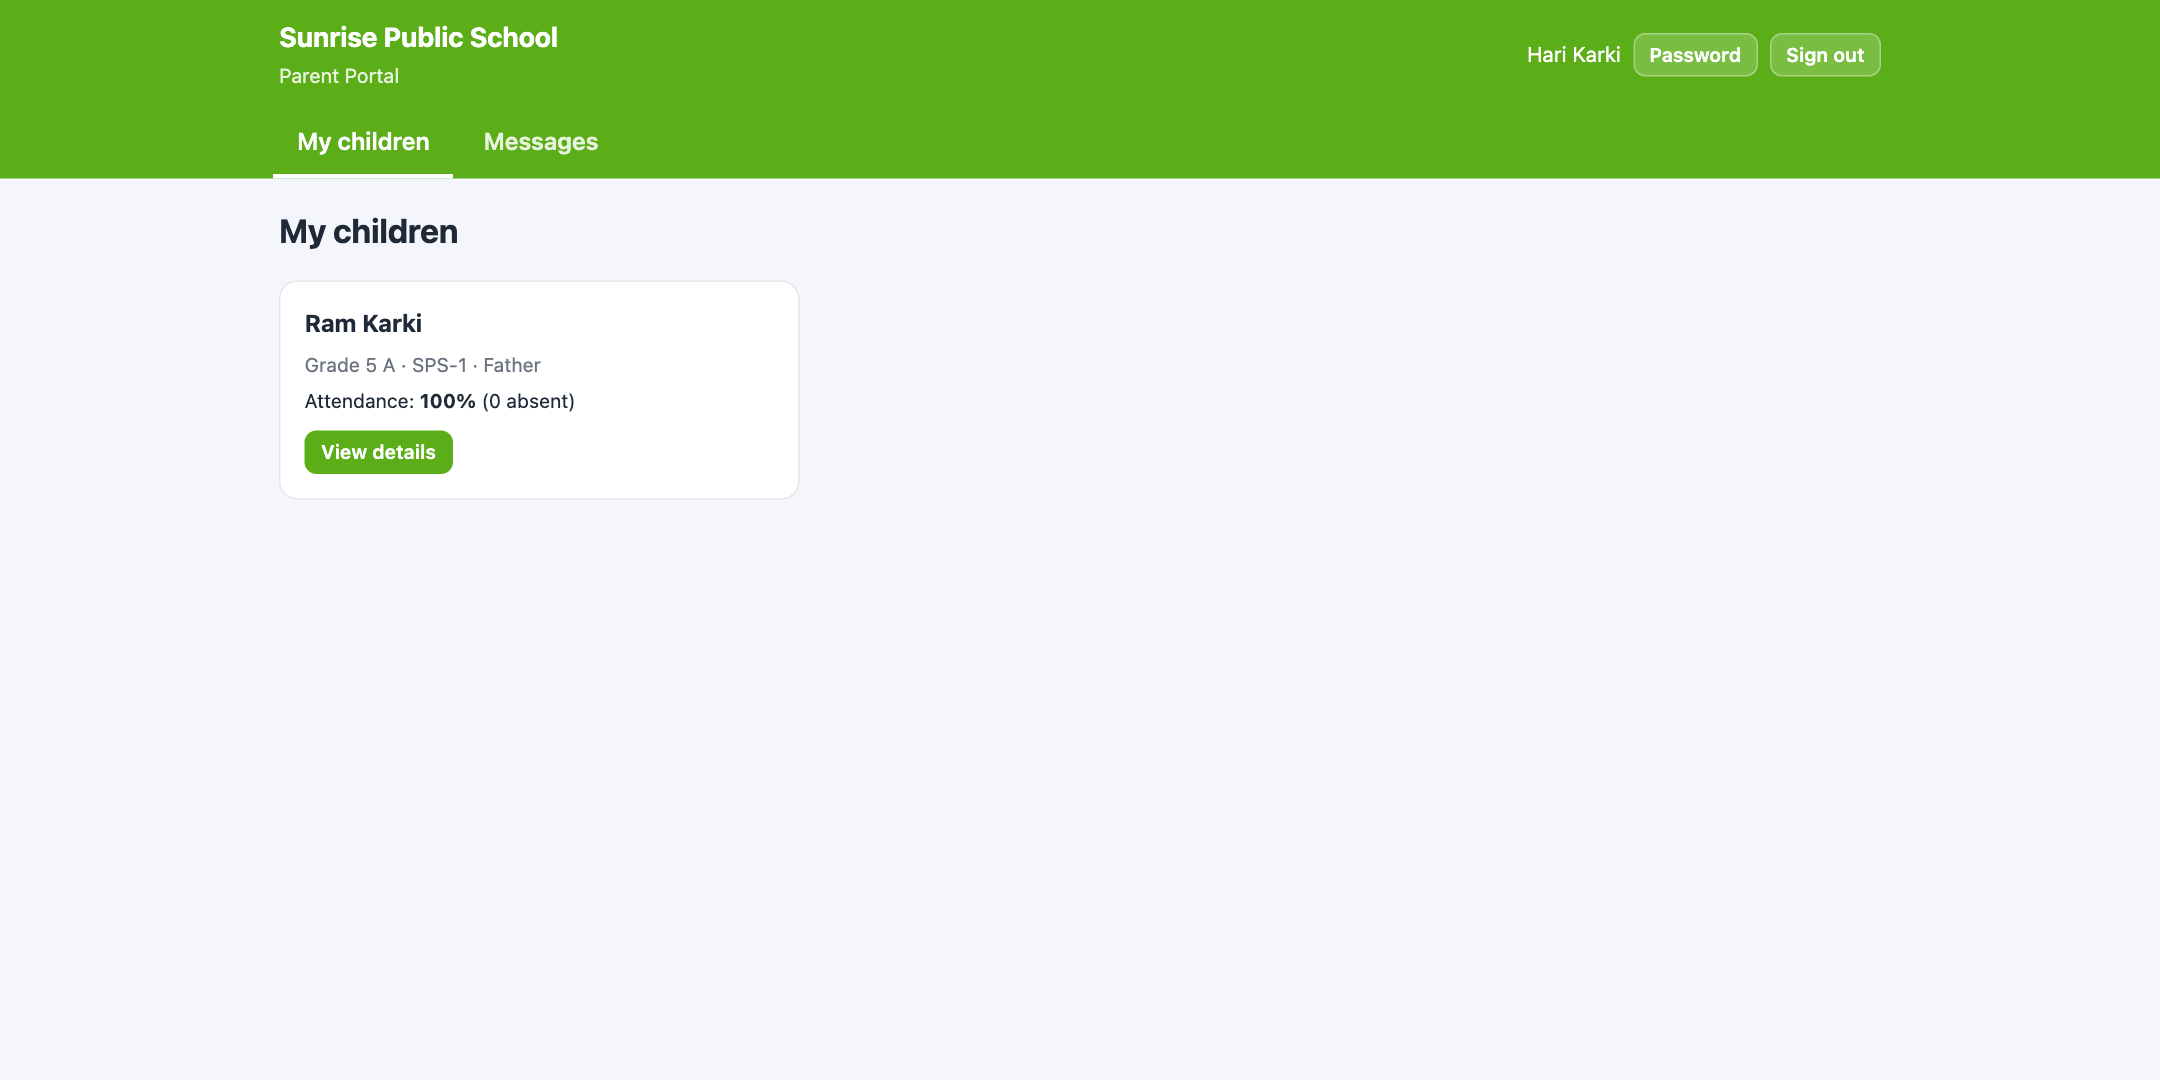 Sunrise Public School
Parent Portal
Hari Karki Password Sign out
My children Messages
My children
Ram Karki
Grade 5 A · SPS-1 · Father
Attendance: 100% (0 absent)
View details